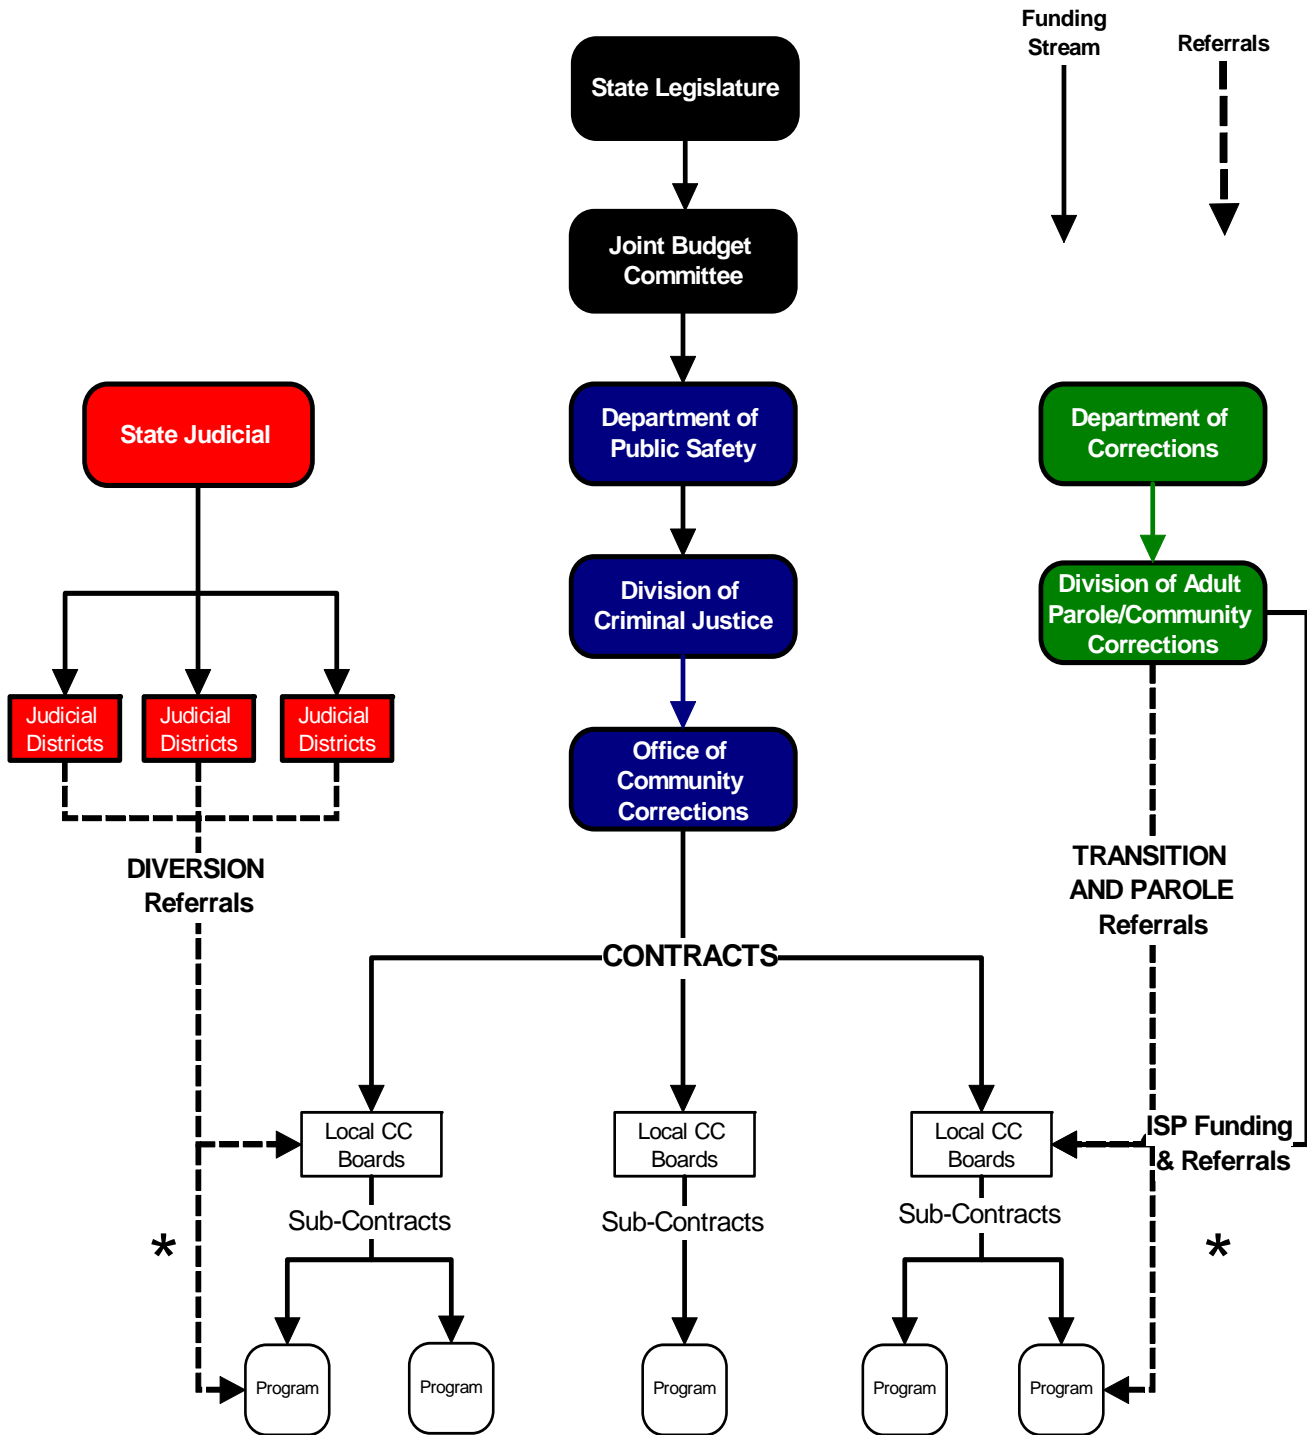 Funding
Stream
Referrals
State Legislature
Joint Budget
Committee
State Judicial
Department of
Public Safety
Department of
Corrections
Division of
Criminal Justice
Division of Adult
Parole/Community
Corrections
Judicial
Districts
Judicial
Districts
Judicial
Districts
Office of
Community
Corrections
DIVERSION
Referrals
TRANSITION
AND PAROLE
Referrals
CONTRACTS
Local CC
Boards
Local CC
Boards
Local CC
Boards
ISP Funding
& Referrals
Sub-Contracts
Sub-Contracts
Sub-Contracts
*
*
Program
Program
Program
Program
Program